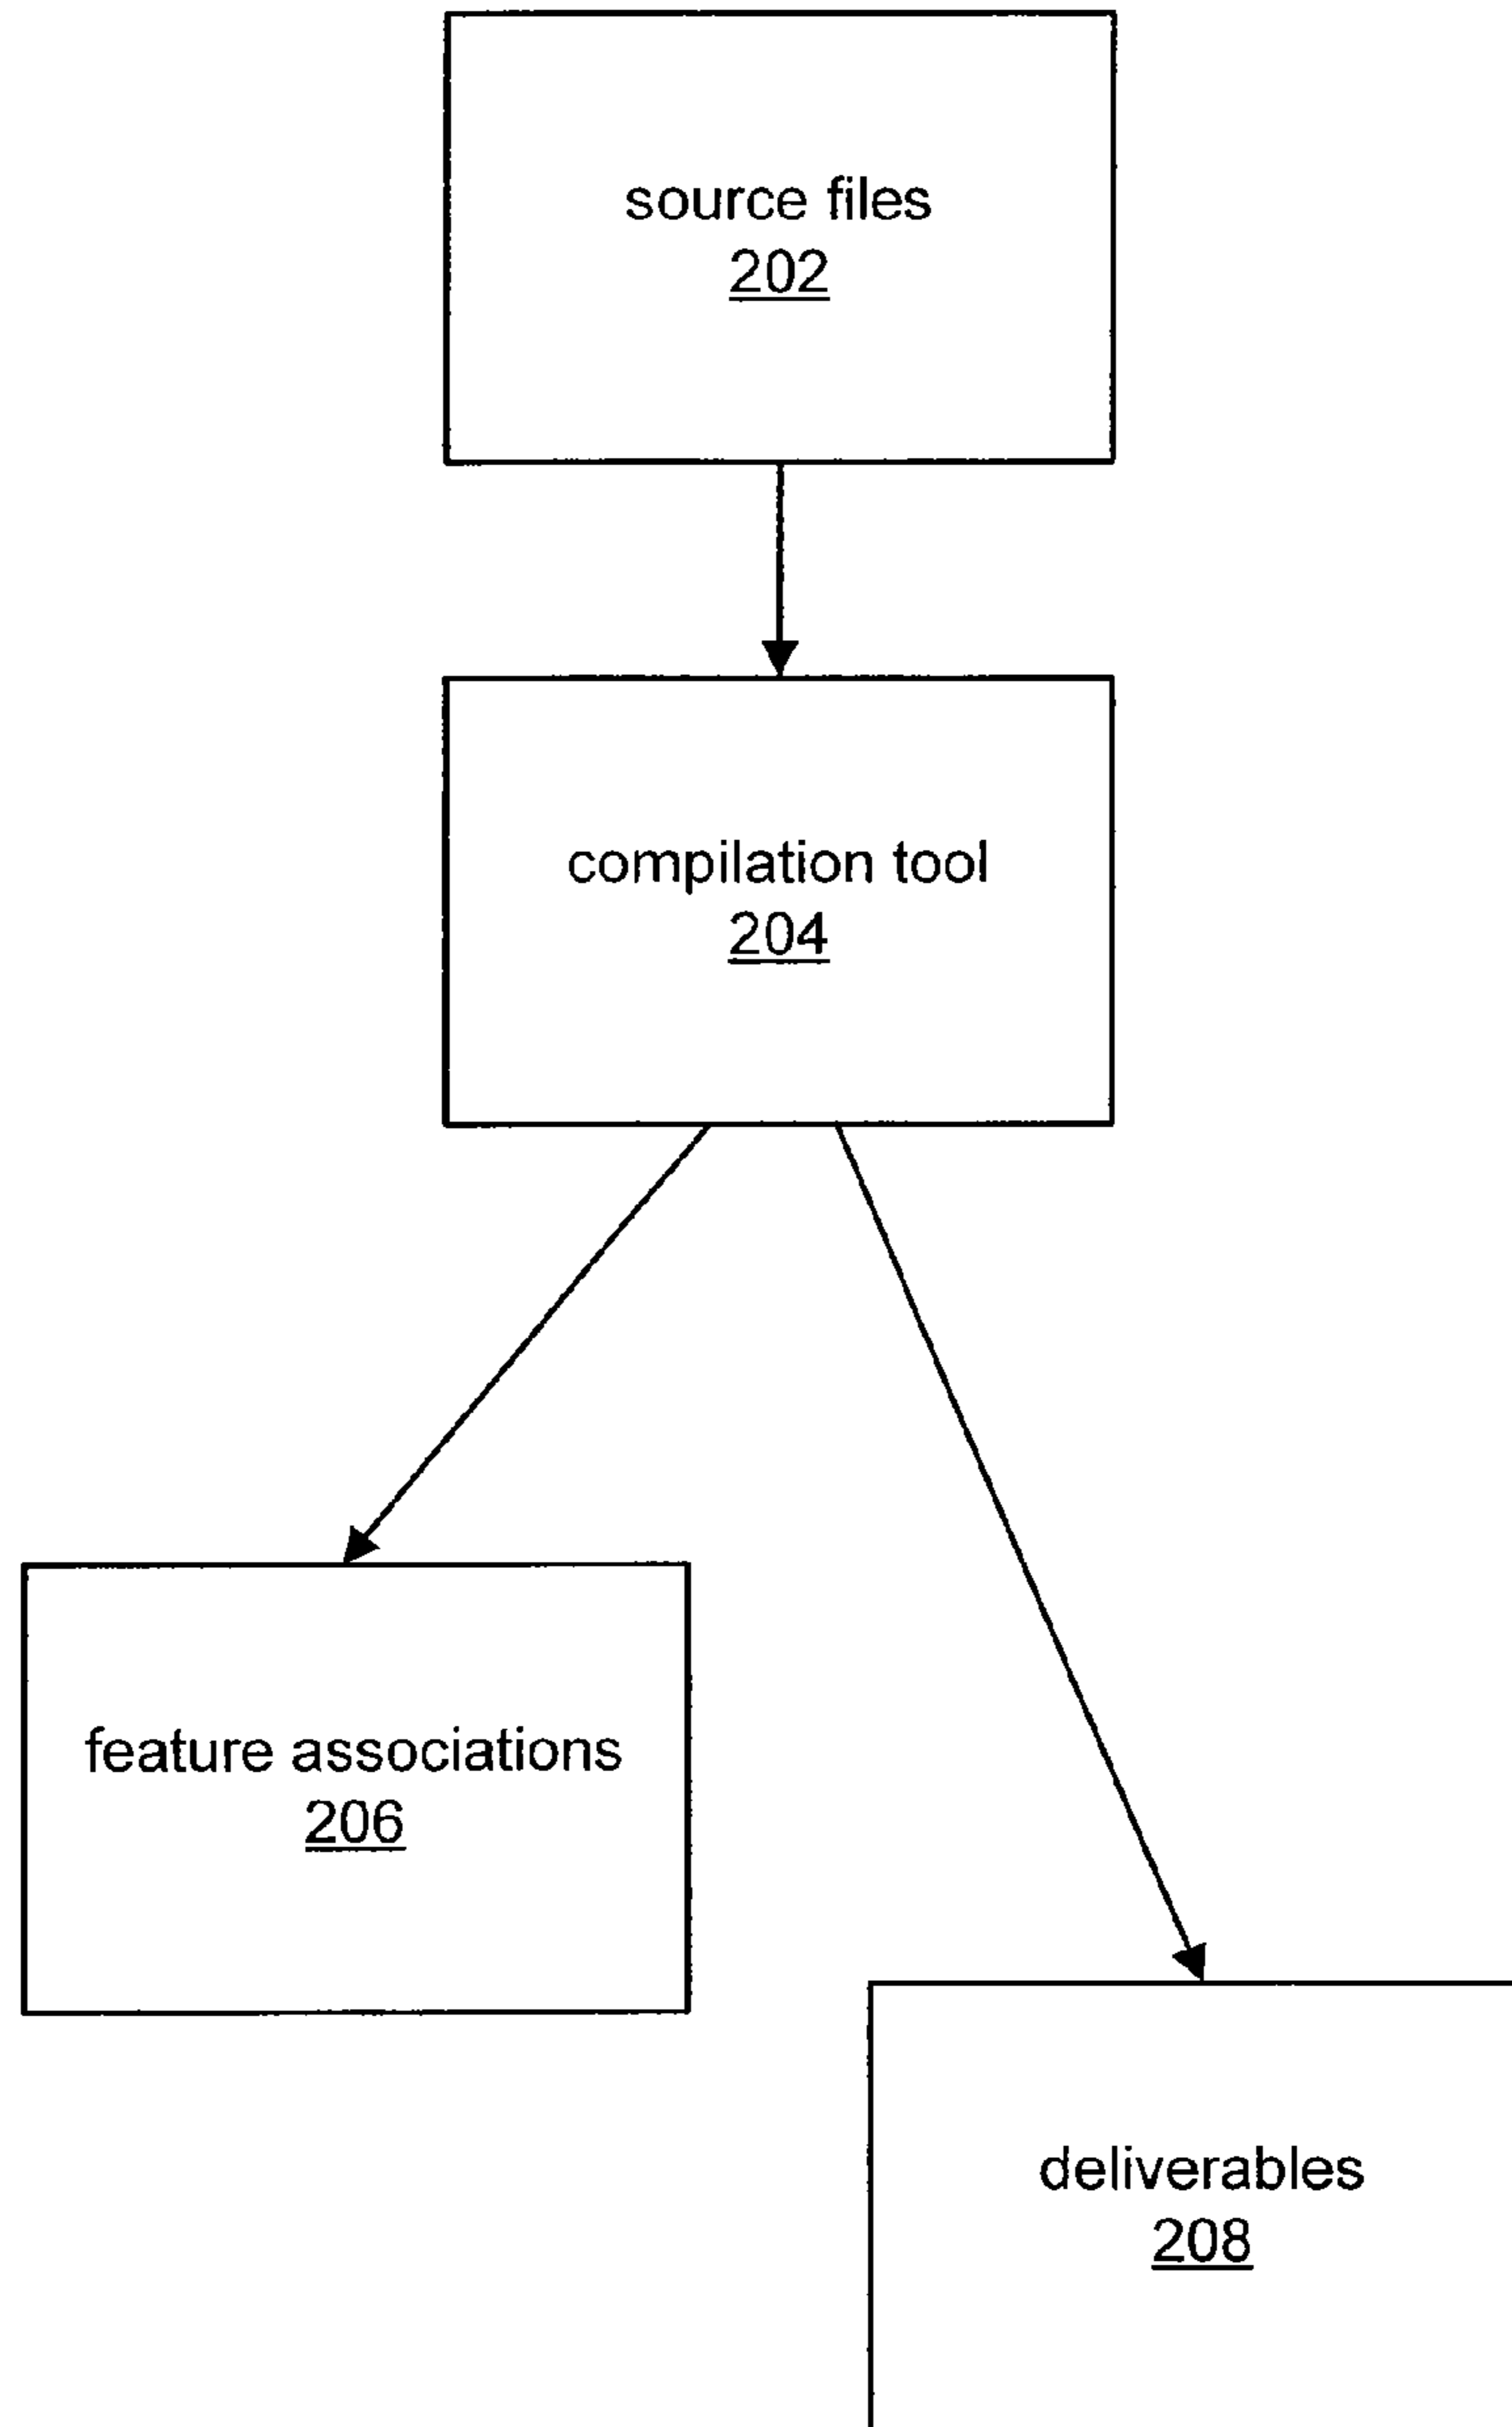 source files
202
compilation tool
204
feature associations
206
deliverables
208